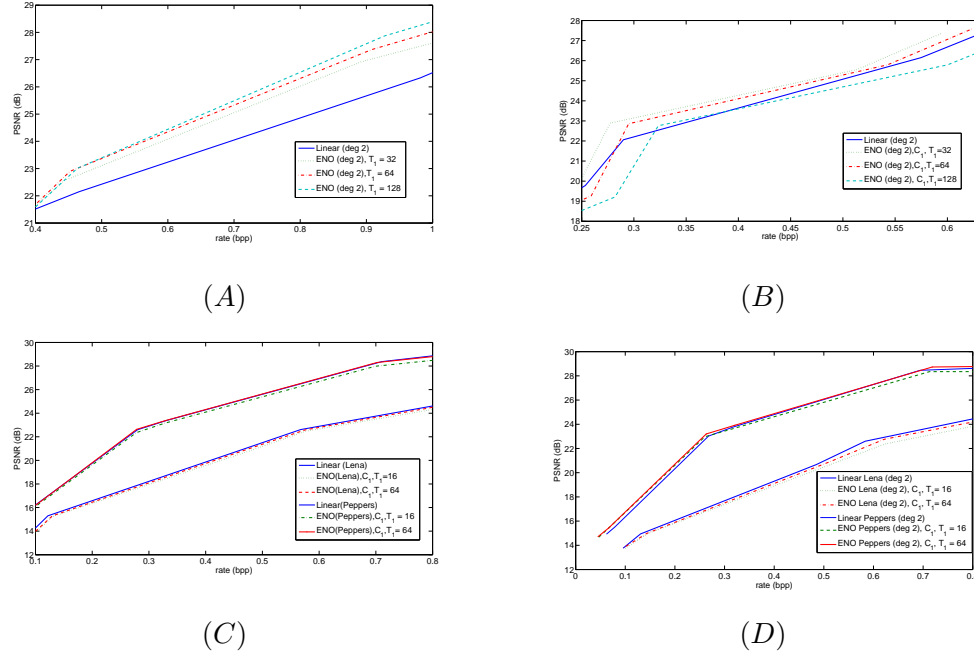 29
28
27
26
25
24
23
22
21
PSNR (dB)
Linear (deg 2)
ENO (deg 2), T1 = 32
ENO (deg 2),T1 = 64
ENO (deg 2), T1 = 128
0.4 0.5 0.6 0.7 0.8 0.9 1
rate (bpp)
(A)
28
27
26
25
24
23
22
21
20
19
18
PSNR (dB)
Linear (deg 2)
ENO (deg 2),C1, T1=32
ENO (deg 2),C1,T1=64
ENO (deg 2), C1,T1=128
0.25 0.3 0.35 0.4 0.45 0.5 0.55 0.6
rate (bpp)
(B)
30
28
26
24
22
20
18
16
14
12
PSNR (dB)
Linear (Lena)
ENO(Lena),C1,T1=16
ENO(Lena),C1,T1= 64
Linear(Peppers)
ENO(Peppers),C1,T1 = 16
ENO(Peppers),C1,T1= 64
0.1 0.2 0.3 0.4 0.5 0.6 0.7 0.8
rate (bpp)
(C)
30
28
26
24
22
20
18
16
14
12
PSNR (dB)
Linear Lena (deg 2)
ENO Lena (deg 2), C1, T1 = 16
ENO Lena (deg 2), C1, T1 = 64
Linear Peppers (deg 2)
ENO Peppers (deg 2), C1, T1 = 16
ENO Peppers (deg 2), C1, T1 = 64
0 0.1 0.2 0.3 0.4 0.5 0.6 0.7
rate (bpp)
(D)